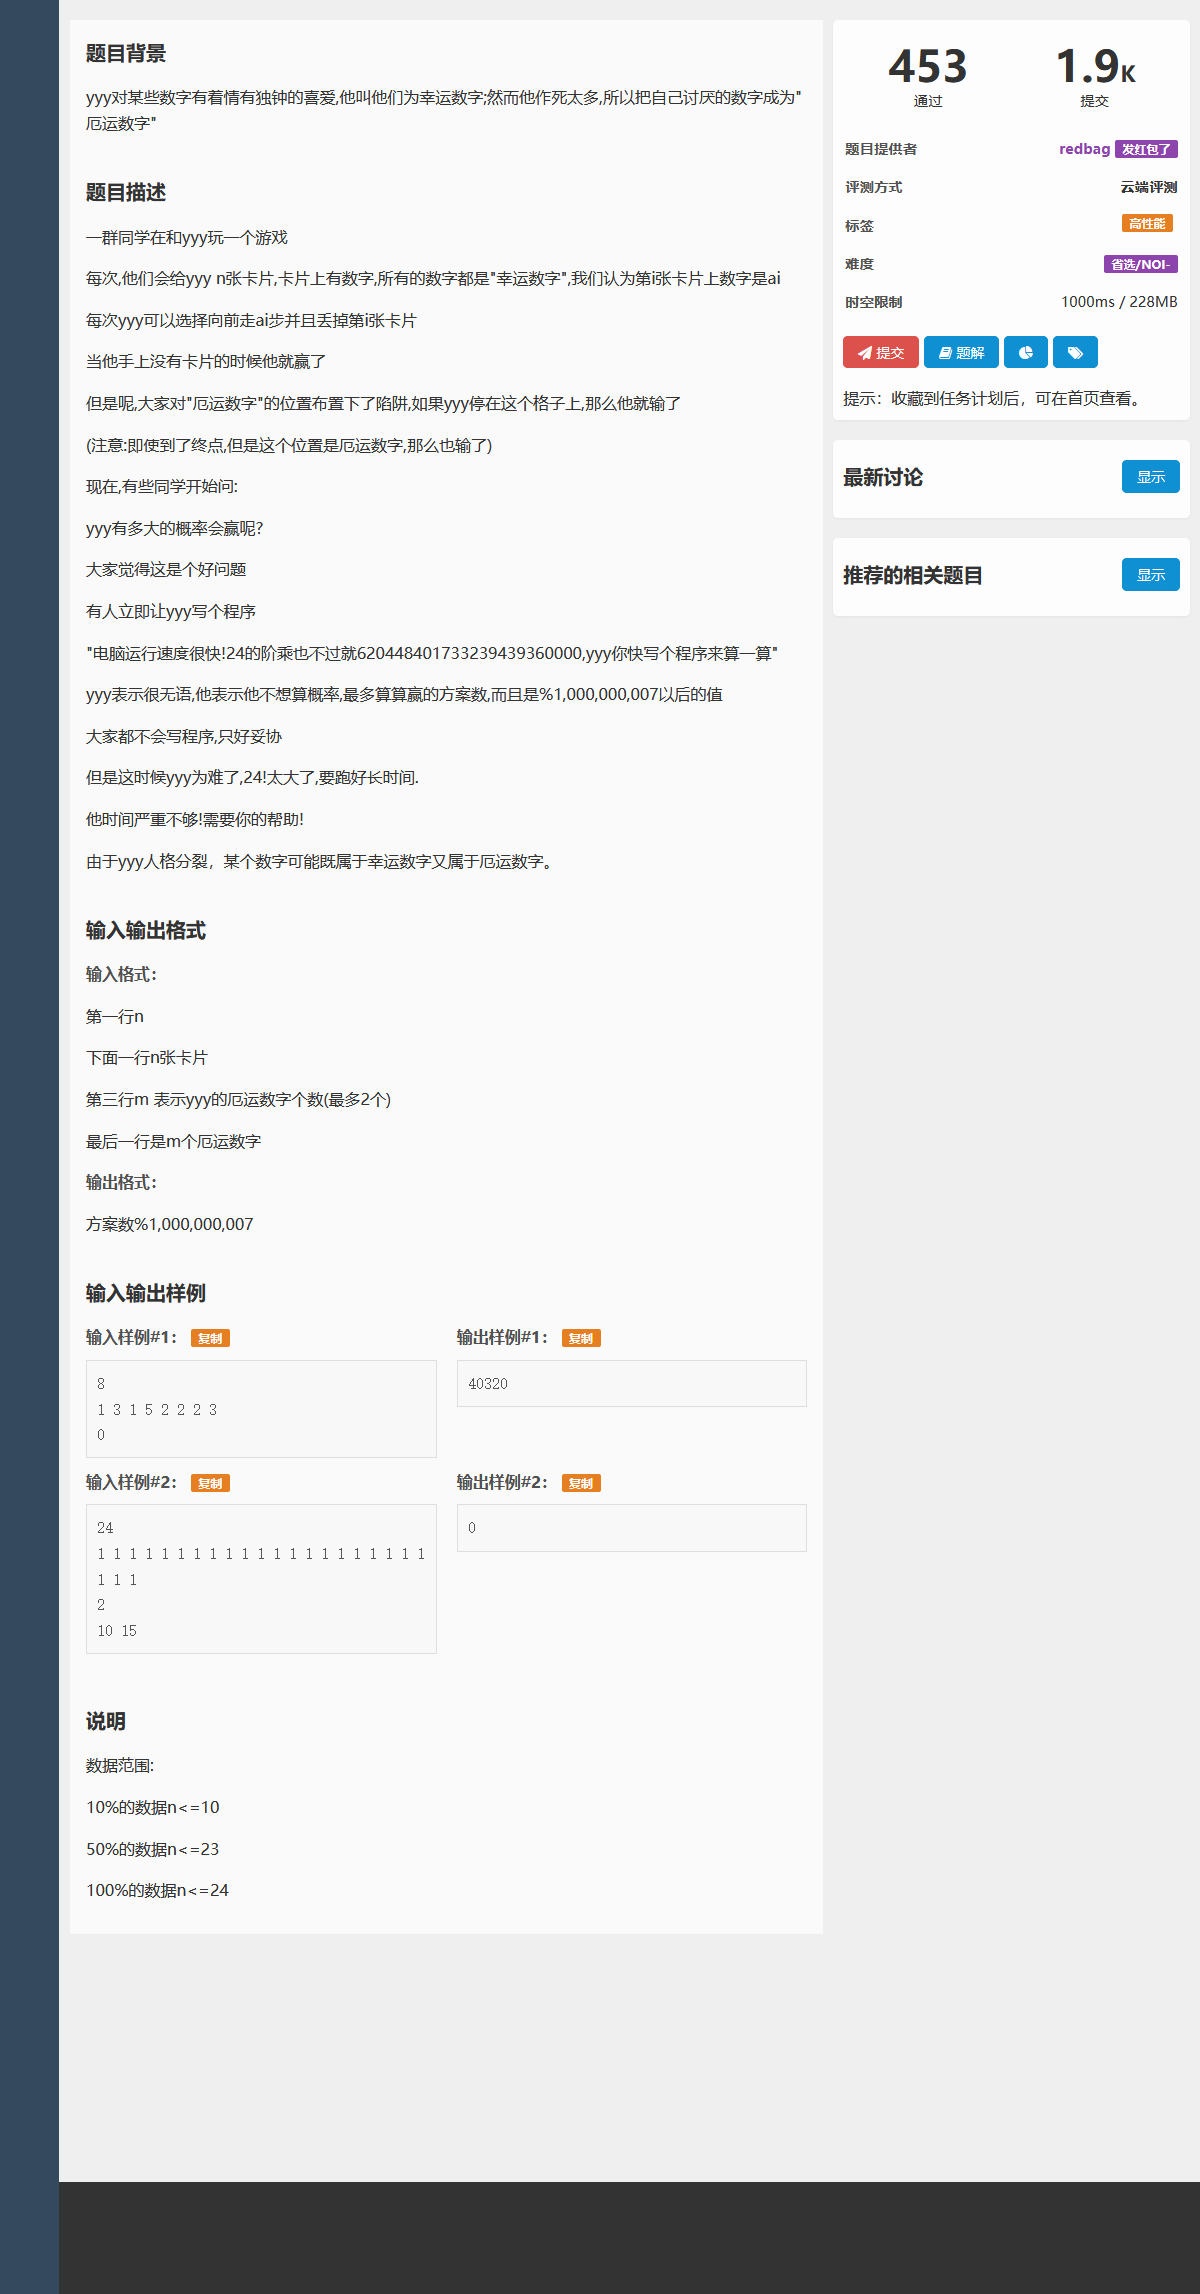 题目背景
yyy对某些数字有着情有独钟的喜爱,他叫他们为幸运数字;然而他作死太多,所以把自己讨厌的数字成为"
厄运数字"
题目描述
一群同学在和yyy玩一个游戏
每次,他们会给yyy n张卡片,卡片上有数字,所有的数字都是"幸运数字",我们认为第i张卡片上数字是ai
每次yyy可以选择向前走ai步并且丢掉第i张卡片
当他手上没有卡片的时候他就赢了
但是呢,大家对"厄运数字"的位置布置下了陷阱,如果yyy停在这个格子上,那么他就输了
(注意:即使到了终点,但是这个位置是厄运数字,那么也输了)
现在,有些同学开始问:
yyy有多大的概率会赢呢?
大家觉得这是个好问题
有人立即让yyy写个程序
"电脑运行速度很快!24的阶乘也不过就620448401733239439360000,yyy你快写个程序来算一算"
yyy表示很无语,他表示他不想算概率,最多算算赢的方案数,而且是%1,000,000,007以后的值
大家都不会写程序,只好妥协
但是这时候yyy为难了,24!太大了,要跑好长时间.
他时间严重不够!需要你的帮助!
由于yyy人格分裂，某个数字可能既属于幸运数字又属于厄运数字。
输入输出格式
输入格式：
第一行n
下面一行n张卡片
第三行m 表示yyy的厄运数字个数(最多2个)
最后一行是m个厄运数字
输出格式：
方案数%1,000,000,007
输入输出样例
输入样例#1： 复制
8
1 3 1 5 2 2 2 3
0
输出样例#1： 复制
40320
输入样例#2： 复制
24
1 1 1 1 1 1 1 1 1 1 1 1 1 1 1 1 1 1 1 1 1
1 1 1
2
10 15
输出样例#2： 复制
0
说明
数据范围:
10%的数据n<=10
50%的数据n<=23
100%的数据n<=24
453 1.9K
通过 提交
题目提供者 redbag 发红包了
评测方式 云端评测
标签 高性能
难度 省选/NOI-
时空限制 1000ms / 228MB
提交 题解
提示：收藏到任务计划后，可在首页查看。
最新讨论 显示
推荐的相关题目 显示